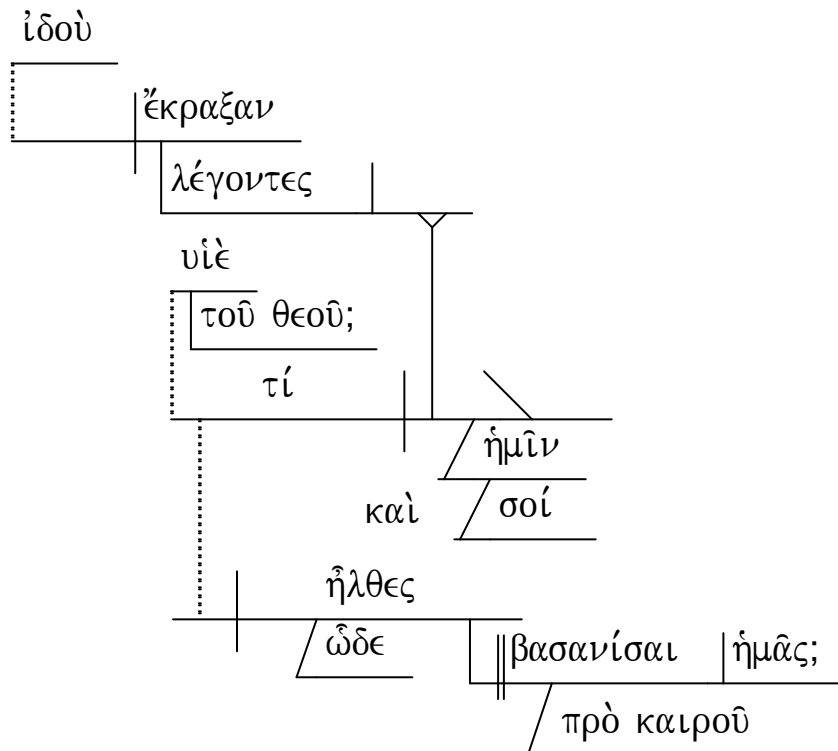 ἰδοὺ
ἔκραξαν
λέγοντες
υἱὲ
τοῦ θεοῦ;
τί
ἡμῖν
καὶ σοί
ἦλθες
ὧδε
βασανίσαι ἡμᾶς;
πρὸ καιροῦ